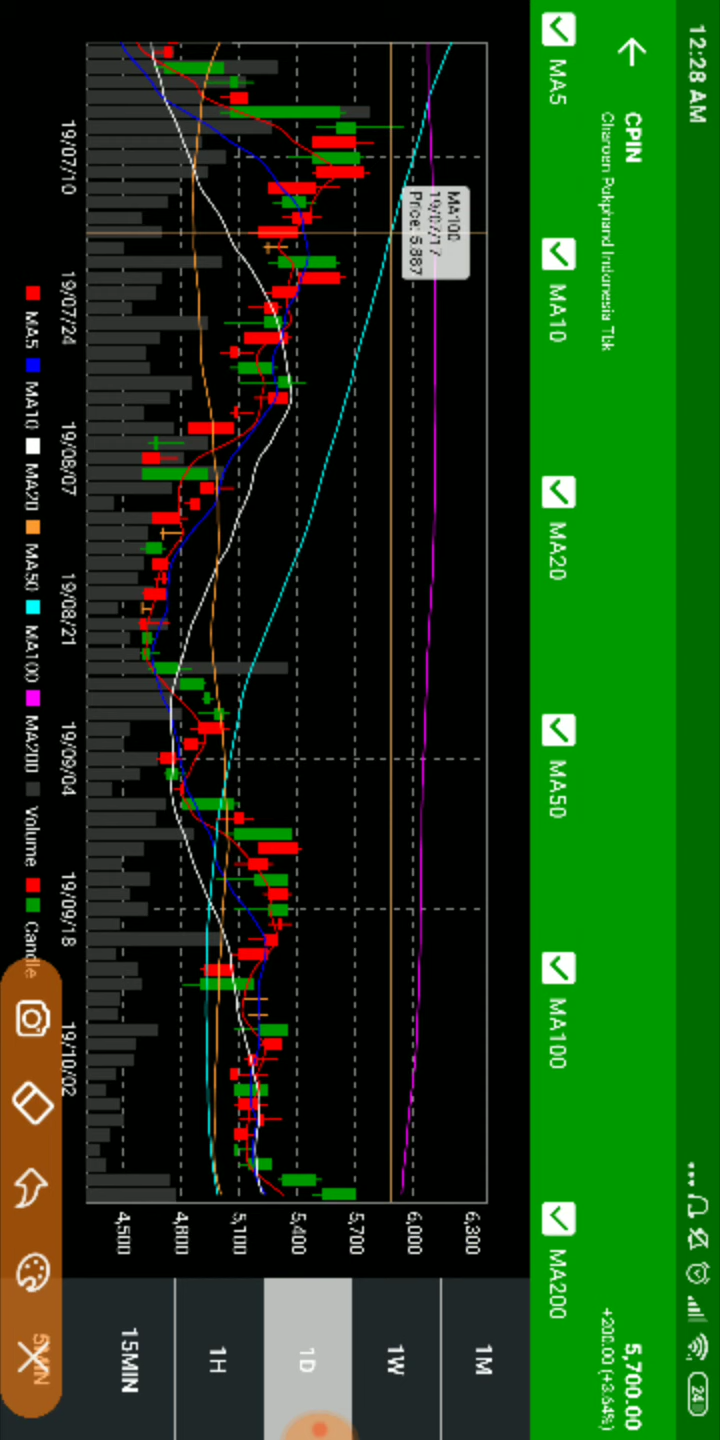 12:28 AM
24
CPIN
Charoen Pokphand Indonesia Tbk
5,700.00
+200.00 (+3.64%)
MA5 MA10 MA20 MA50 MA100 MA200
MA100
19/07/17
Price: 5.887
6,300
6,000
5,700
5,400
5,100
4,800
4,500
19/07/10 19/07/24 19/08/07 19/08/21 19/09/04 19/09/18 19/10/02
MA5 MA10 MA20 MA50 MA100 MA200 Volume Candle
1M
1W
1D
1H
15MIN
5MIN